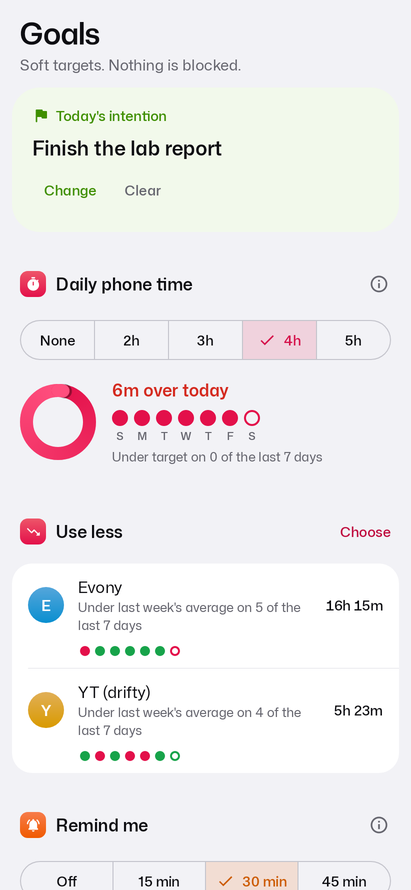 Goals
Soft targets. Nothing is blocked.
Today's intention
Finish the lab report
Change Clear
Daily phone time
None 2h 3h 4h 5h
6m over today
S M T W T F S
Under target on 0 of the last 7 days
Use less Choose
Evony
Under last week's average on 5 of the
last 7 days
16h 15m
E
YT (drifty)
Under last week's average on 4 of the
last 7 days
5h 23m
Y
Remind me
Off 15 min 30 min 45 min